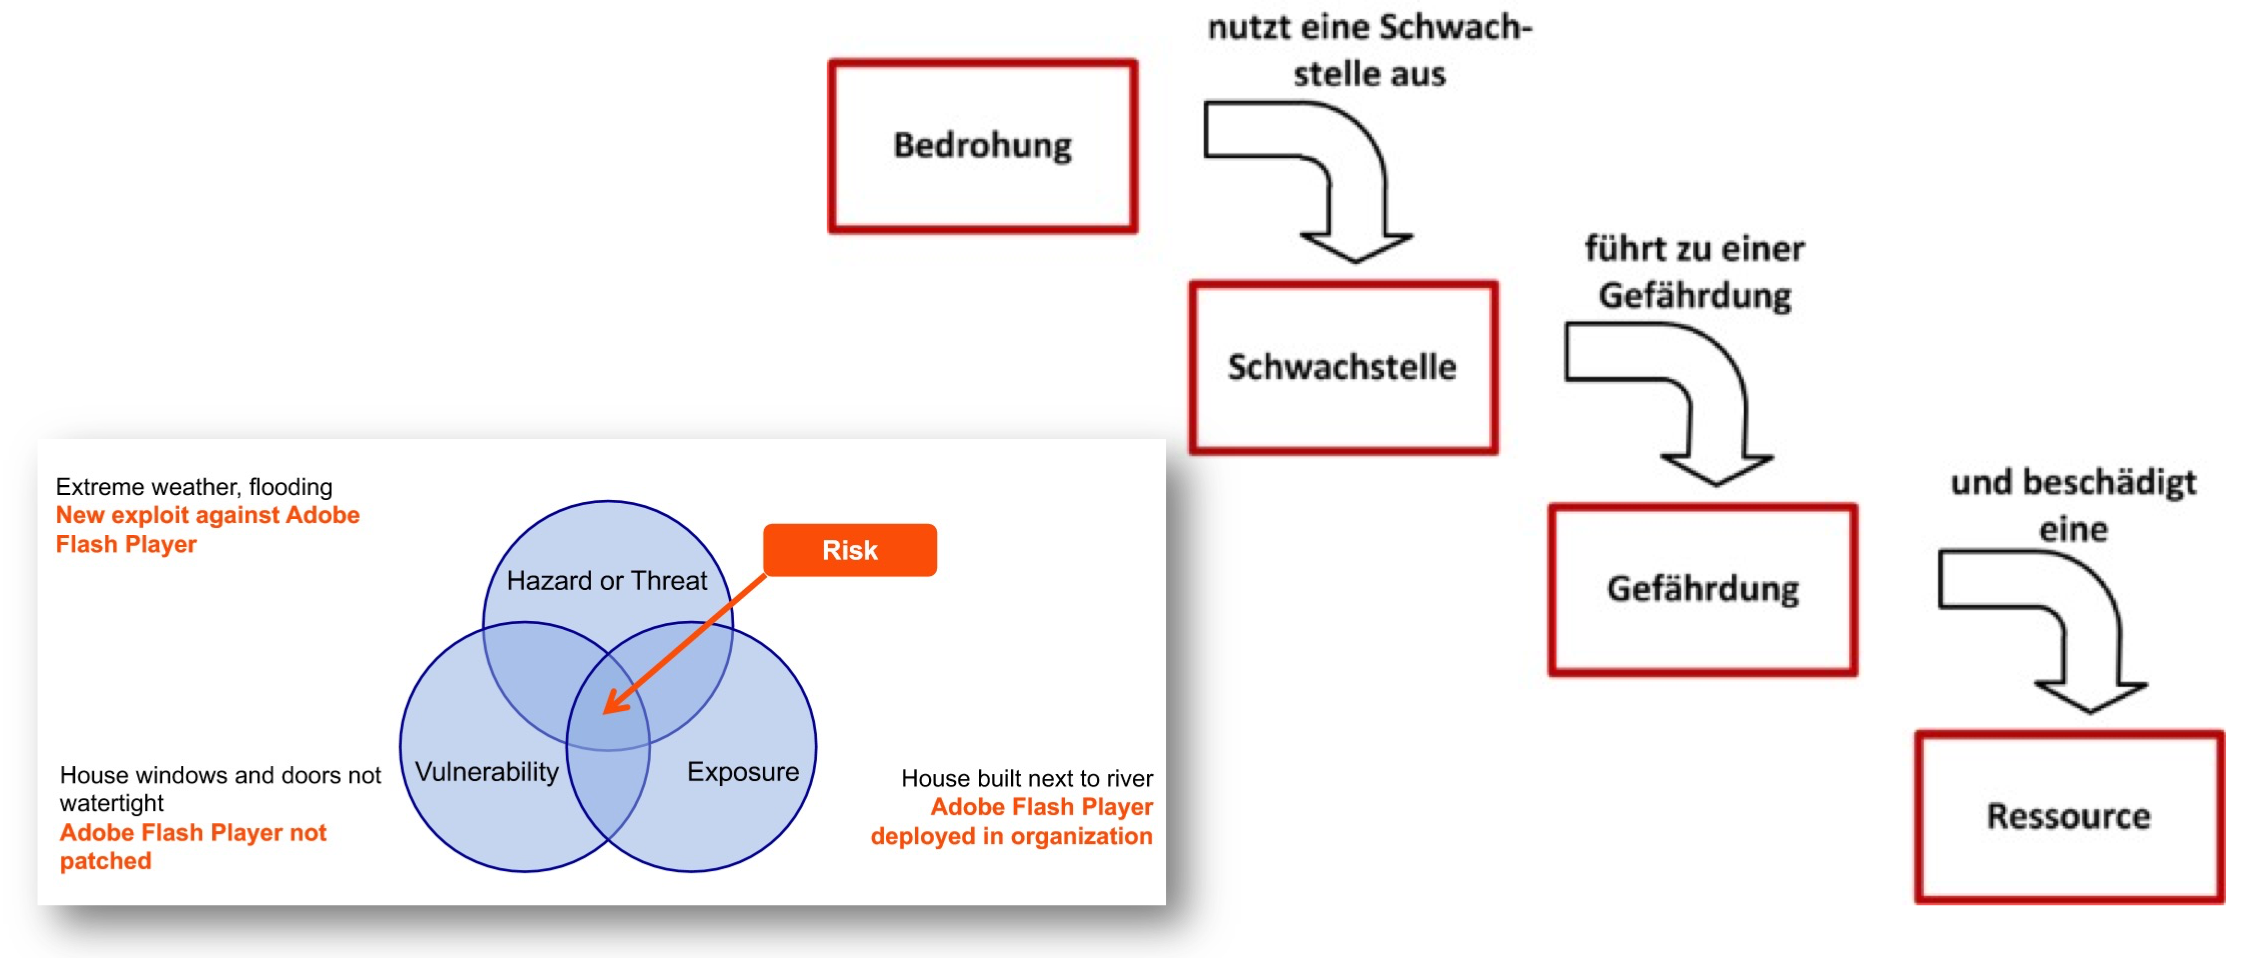 nutzt eine Schwach-
stelle aus
Bedrohung
führt zu einer
Gefährdung
Schwachstelle
und beschädigt
eine
Gefährdung
Ressource
Extreme weather, flooding
New exploit against Adobe
Flash Player
Risk
Hazard or Threat
Vulnerability
Exposure
House windows and doors not
watertight
Adobe Flash Player not
patched
House built next to river
Adobe Flash Player
deployed in organization